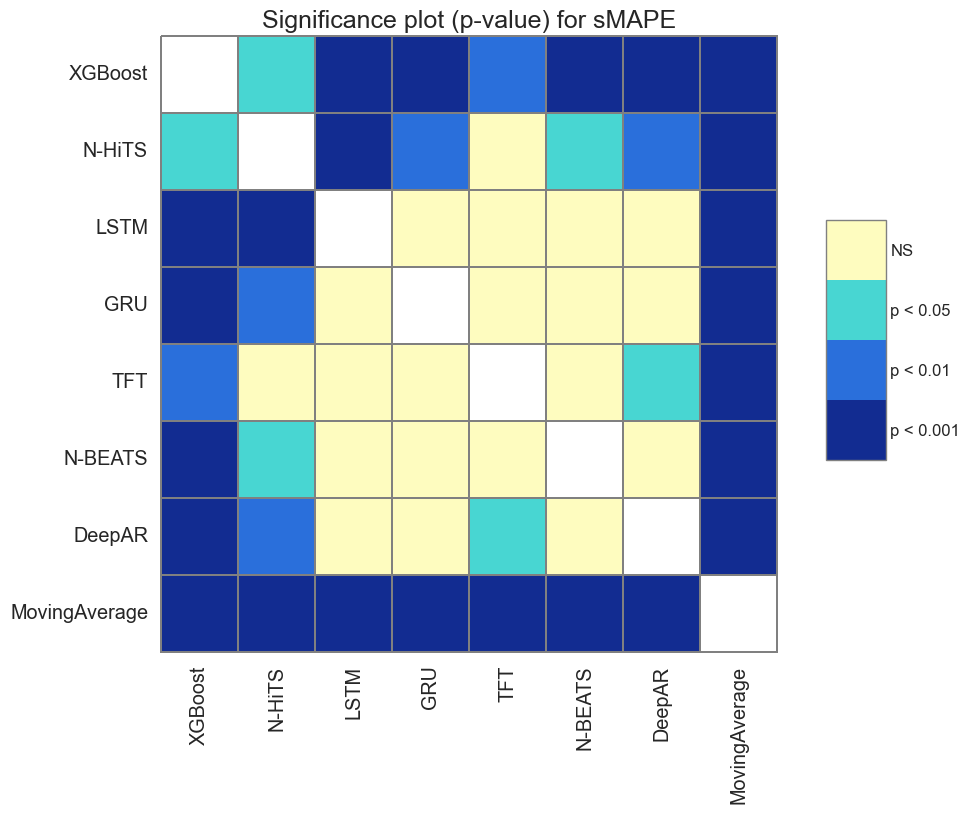 Significance plot (p-value) for sMAPE
XGBoost
N-HiTS
LSTM
GRU
TFT
N-BEATS
DeepAR
MovingAverage
XGBoost
N-HiTS
LSTM
GRU
TFT
N-BEATS
DeepAR
MovingAverage
NS
p < 0.05
p < 0.01
p < 0.001